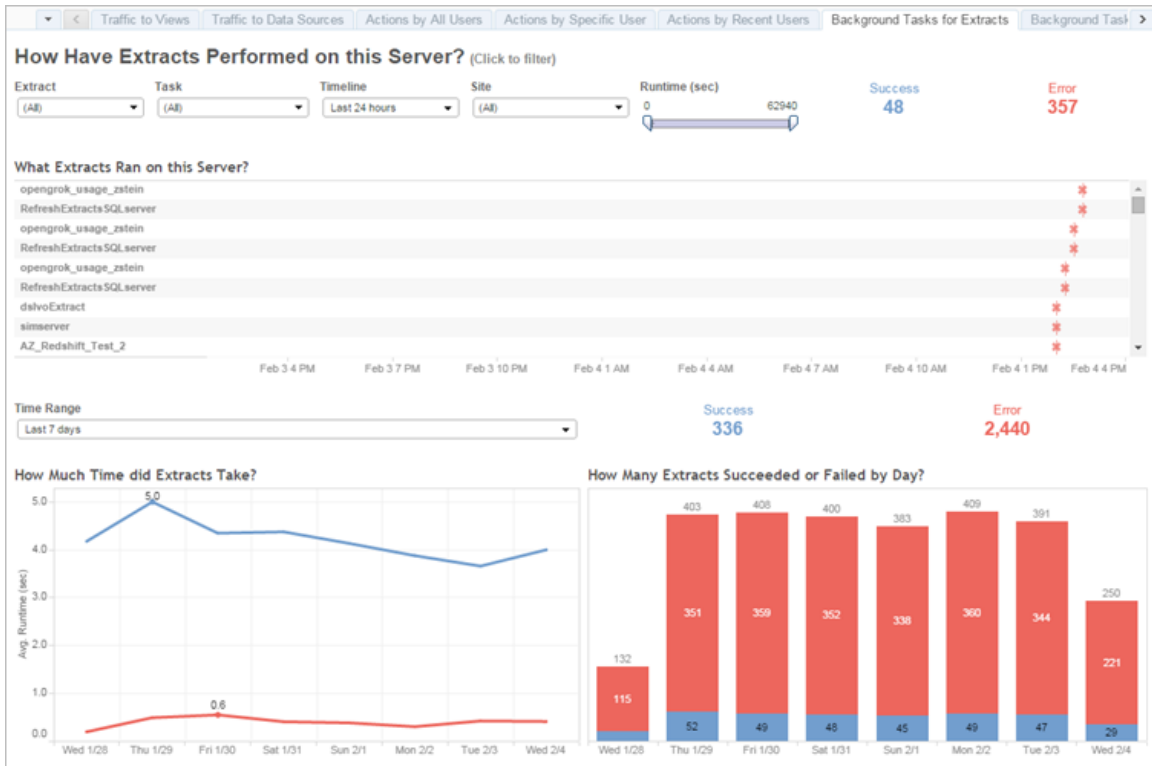 Traffic to Views Traffic to Data Sources Actions by All Users Actions by Specific User Actions by Recent Users Background Tasks for Extracts Background Task
How Have Extracts Performed on this Server? (Click to filter)
Extract Task Timeline Site Runtime (sec) Success Error
(All) (All) Last 24 hours (All) 0 62940 48 357
What Extracts Ran on this Server?
opengrok_usage_zstein
RefreshExtractsSQLserver
opengrok_usage_zstein
RefreshExtractsSQLserver
opengrok_usage_zstein
RefreshExtractsSQLserver
dslvoExtract
simserver
AZ_Redshift_Test_2
Feb 3 4 PM Feb 3 7 PM Feb 3 10 PM Feb 4 1 AM Feb 4 4 AM Feb 4 7 AM Feb 4 10 AM Feb 4 1 PM Feb 4 4 PM
Time Range Success Error
Last 7 days 336 2,440
How Much Time did Extracts Take?
5.0
5.0
4.0
3.0
2.0
1.0
0.6
0.0
Avg. Runtime (sec)
Wed 1/28 Thu 1/29 Fri 1/30 Sat 1/31 Sun 2/1 Mon 2/2 Tue 2/3 Wed 2/4
How Many Extracts Succeeded or Failed by Day?
132 403 408 400 383 409 391 250
115 351 359 352 338 360 344 221
52 49 48 45 49 47 29
Wed 1/28 Thu 1/29 Fri 1/30 Sat 1/31 Sun 2/1 Mon 2/2 Tue 2/3 Wed 2/4